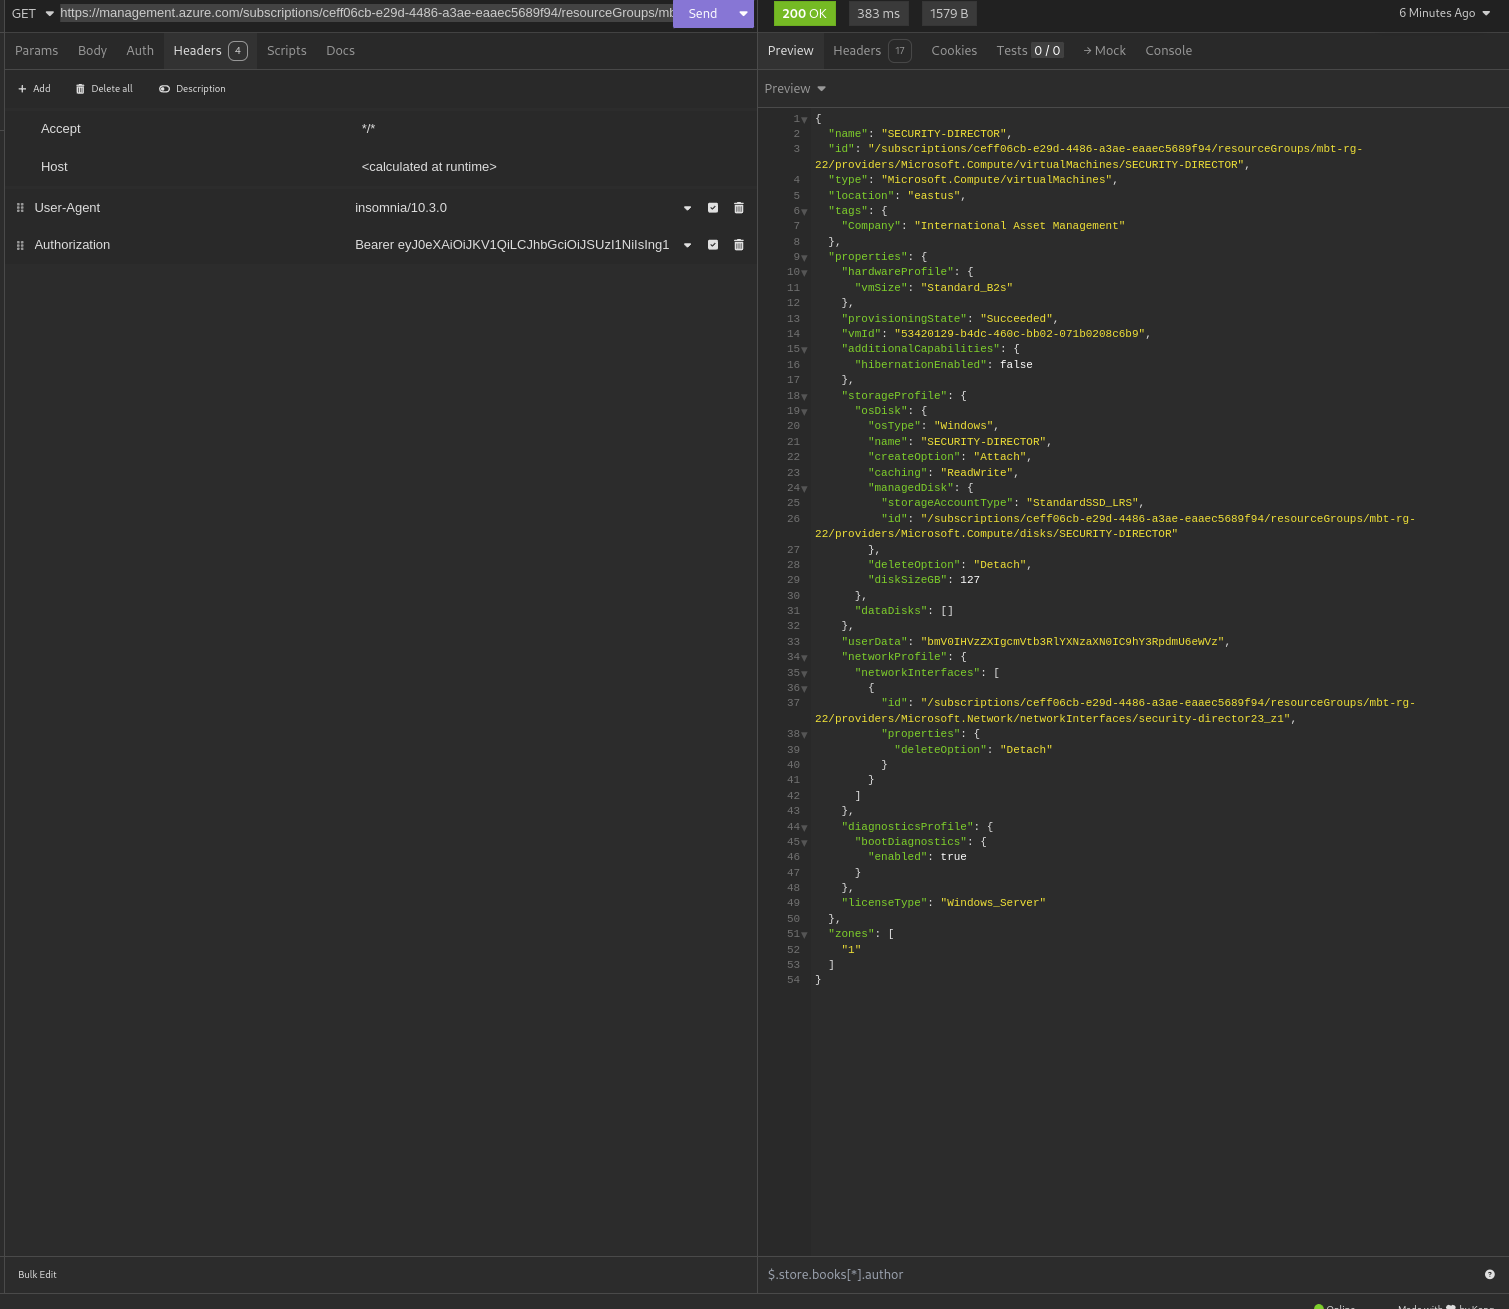 GET https://management.azure.com/subscriptions/ceff06cb-e29d-4486-a3ae-eaaec5689f94/resourceGroups/mb Send
200 OK 383 ms 1579 B 6 Minutes Ago
Params Body Auth Headers 4 Scripts Docs
Preview Headers 17 Cookies Tests 0 / 0 → Mock Console
+ Add Delete all Description
Preview
Accept */*
Host <calculated at runtime>
User-Agent insomnia/10.3.0
Authorization Bearer eyJ0eXAiOiJKV1QiLCJhbGciOiJSUzI1NiIsIng1
1 {
2 "name": "SECURITY-DIRECTOR",
3 "id": "/subscriptions/ceff06cb-e29d-4486-a3ae-eaaec5689f94/resourceGroups/mbt-rg-
22/providers/Microsoft.Compute/virtualMachines/SECURITY-DIRECTOR",
4 "type": "Microsoft.Compute/virtualMachines",
5 "location": "eastus",
6 "tags": {
7 "Company": "International Asset Management"
8 },
9 "properties": {
10 "hardwareProfile": {
11 "vmSize": "Standard_B2s"
12 },
13 "provisioningState": "Succeeded",
14 "vmId": "53420129-b4dc-460c-bb02-071b0208c6b9",
15 "additionalCapabilities": {
16 "hibernationEnabled": false
17 },
18 "storageProfile": {
19 "osDisk": {
20 "osType": "Windows",
21 "name": "SECURITY-DIRECTOR",
22 "createOption": "Attach",
23 "caching": "ReadWrite",
24 "managedDisk": {
25 "storageAccountType": "StandardSSD_LRS",
26 "id": "/subscriptions/ceff06cb-e29d-4486-a3ae-eaaec5689f94/resourceGroups/mbt-rg-
22/providers/Microsoft.Compute/disks/SECURITY-DIRECTOR"
27 },
28 "deleteOption": "Detach",
29 "diskSizeGB": 127
30 },
31 "dataDisks": []
32 },
33 "userData": "bmV0IHVzZXIgcmVtb3RlYXNzaXN0IC9hY3RpdmU6eWVz",
34 "networkProfile": {
35 "networkInterfaces": [
36 {
37 "id": "/subscriptions/ceff06cb-e29d-4486-a3ae-eaaec5689f94/resourceGroups/mbt-rg-
22/providers/Microsoft.Network/networkInterfaces/security-director23_z1",
38 "properties": {
39 "deleteOption": "Detach"
40 }
41 }
42 ]
43 },
44 "diagnosticsProfile": {
45 "bootDiagnostics": {
46 "enabled": true
47 }
48 },
49 "licenseType": "Windows_Server"
50 },
51 "zones": [
52 "1"
53 ]
54 }
Bulk Edit
$.store.books[*].author
Online Made with by Kong